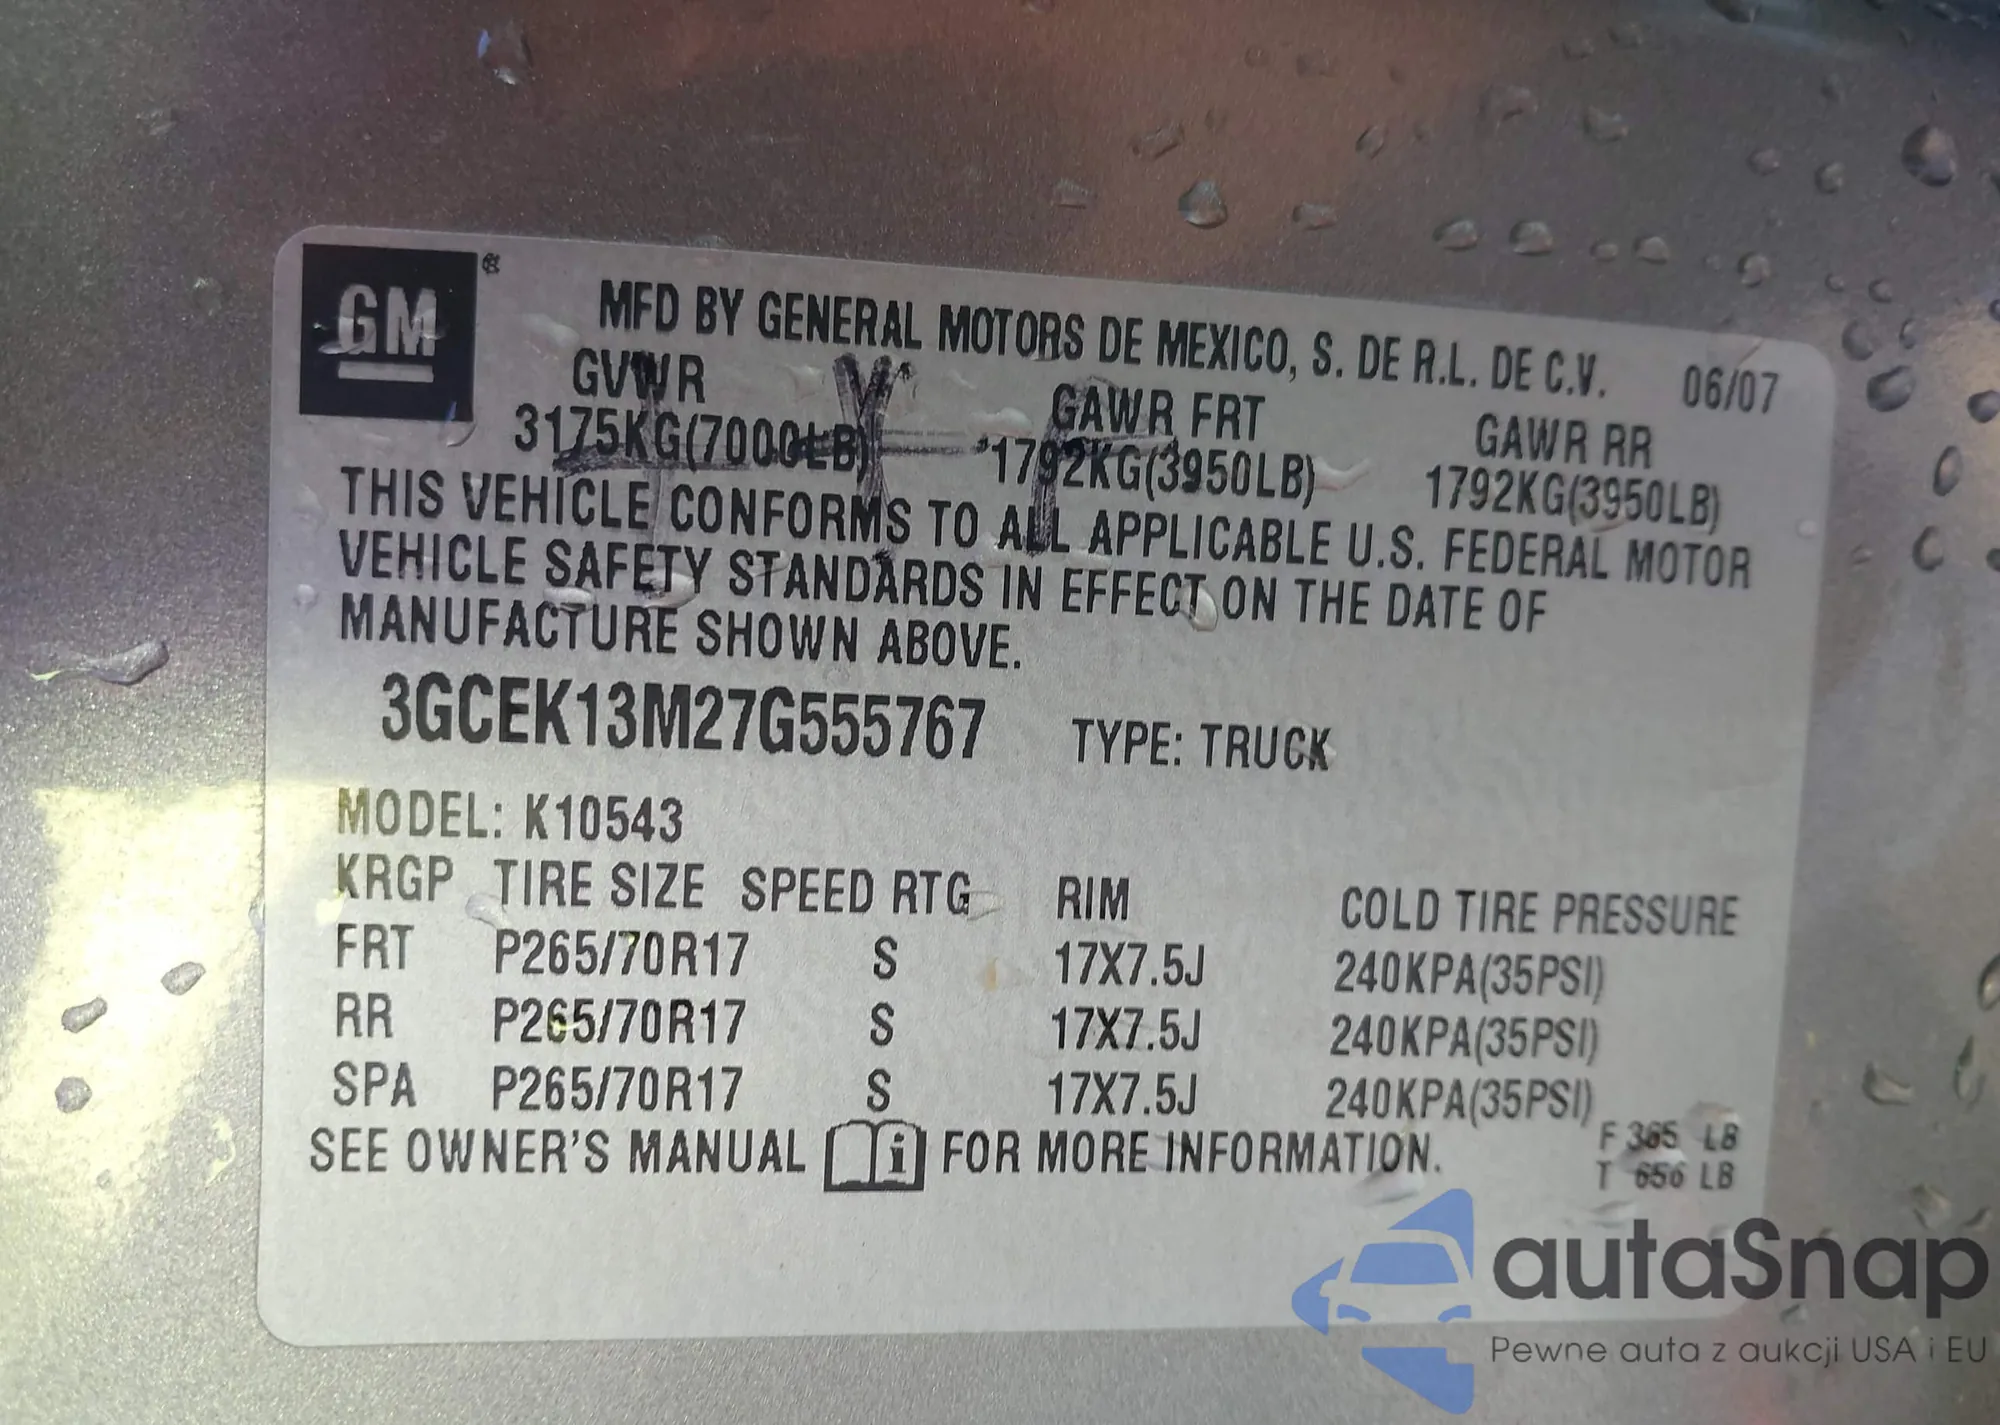 GM ®
MFD BY GENERAL MOTORS DE MEXICO, S. DE R.L. DE C.V. 06/07
GVWR GAWR FRT GAWR RR
3175KG(7000LB) 1792KG(3950LB) 1792KG(3950LB)
THIS VEHICLE CONFORMS TO ALL APPLICABLE U.S. FEDERAL MOTOR
VEHICLE SAFETY STANDARDS IN EFFECT ON THE DATE OF
MANUFACTURE SHOWN ABOVE.
3GCEK13M27G555767 TYPE: TRUCK
MODEL: K10543
KRGP TIRE SIZE SPEED RTG RIM COLD TIRE PRESSURE
FRT P265/70R17 S 17X7.5J 240KPA(35PSI)
RR P265/70R17 S 17X7.5J 240KPA(35PSI)
SPA P265/70R17 S 17X7.5J 240KPA(35PSI)
SEE OWNER'S MANUAL i FOR MORE INFORMATION.
F 365 LB
T 656 LB
autaSnap
Pewne auta z aukcji USA i EU